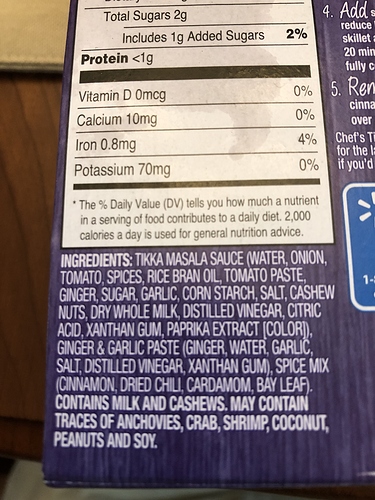 Total Sugars 2g
Includes 1g Added Sugars 2%
Protein <1g
Vitamin D 0mcg 0%
Calcium 10mg 0%
Iron 0.8mg 4%
Potassium 70mg 0%
* The % Daily Value (DV) tells you how much a nutrient
in a serving of food contributes to a daily diet. 2,000
calories a day is used for general nutrition advice.
INGREDIENTS: TIKKA MASALA SAUCE (WATER, ONION,
TOMATO, SPICES, RICE BRAN OIL, TOMATO PASTE,
GINGER, SUGAR, GARLIC, CORN STARCH, SALT, CASHEW
NUTS, DRY WHOLE MILK, DISTILLED VINEGAR, CITRIC
ACID, XANTHAN GUM, PAPRIKA EXTRACT [COLOR]),
GINGER & GARLIC PASTE (GINGER, WATER, GARLIC,
SALT, DISTILLED VINEGAR, XANTHAN GUM), SPICE MIX
(CINNAMON, DRIED CHILI, CARDAMOM, BAY LEAF).
CONTAINS MILK AND CASHEWS. MAY CONTAIN
TRACES OF ANCHOVIES, CRAB, SHRIMP, COCONUT,
PEANUTS AND SOY.
4. Add
reduce
skillet
20 min
fully c
5. Ren
cinna
over
Chef's Ti
for the l
if you'd
1-